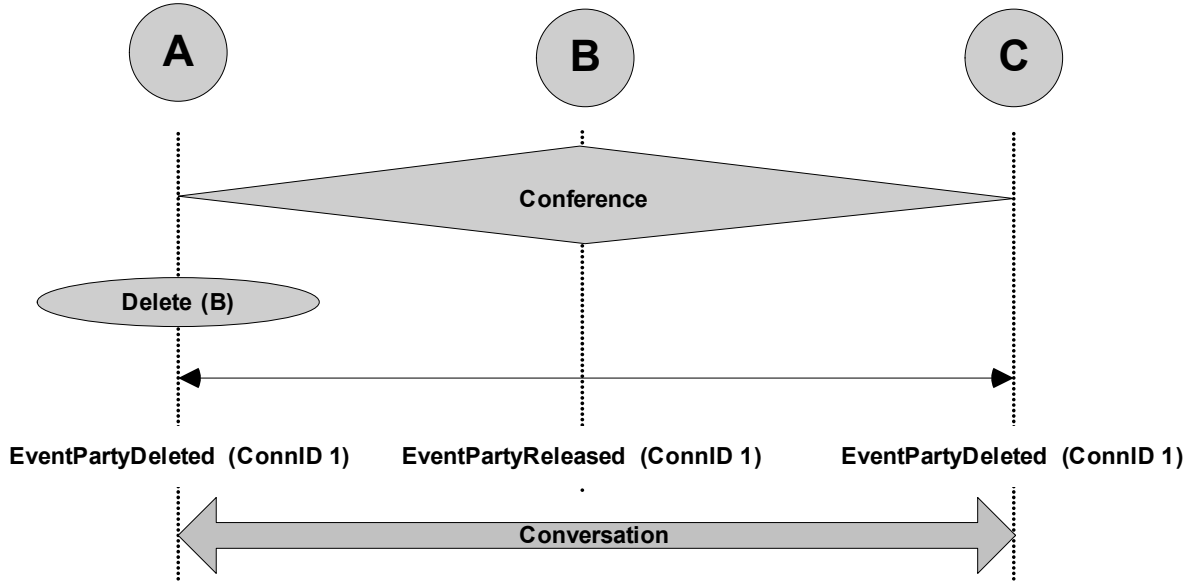 A B C
Conference
Delete (B)
EventPartyDeleted (ConnID 1) EventPartyReleased (ConnID 1) EventPartyDeleted (ConnID 1)
Conversation